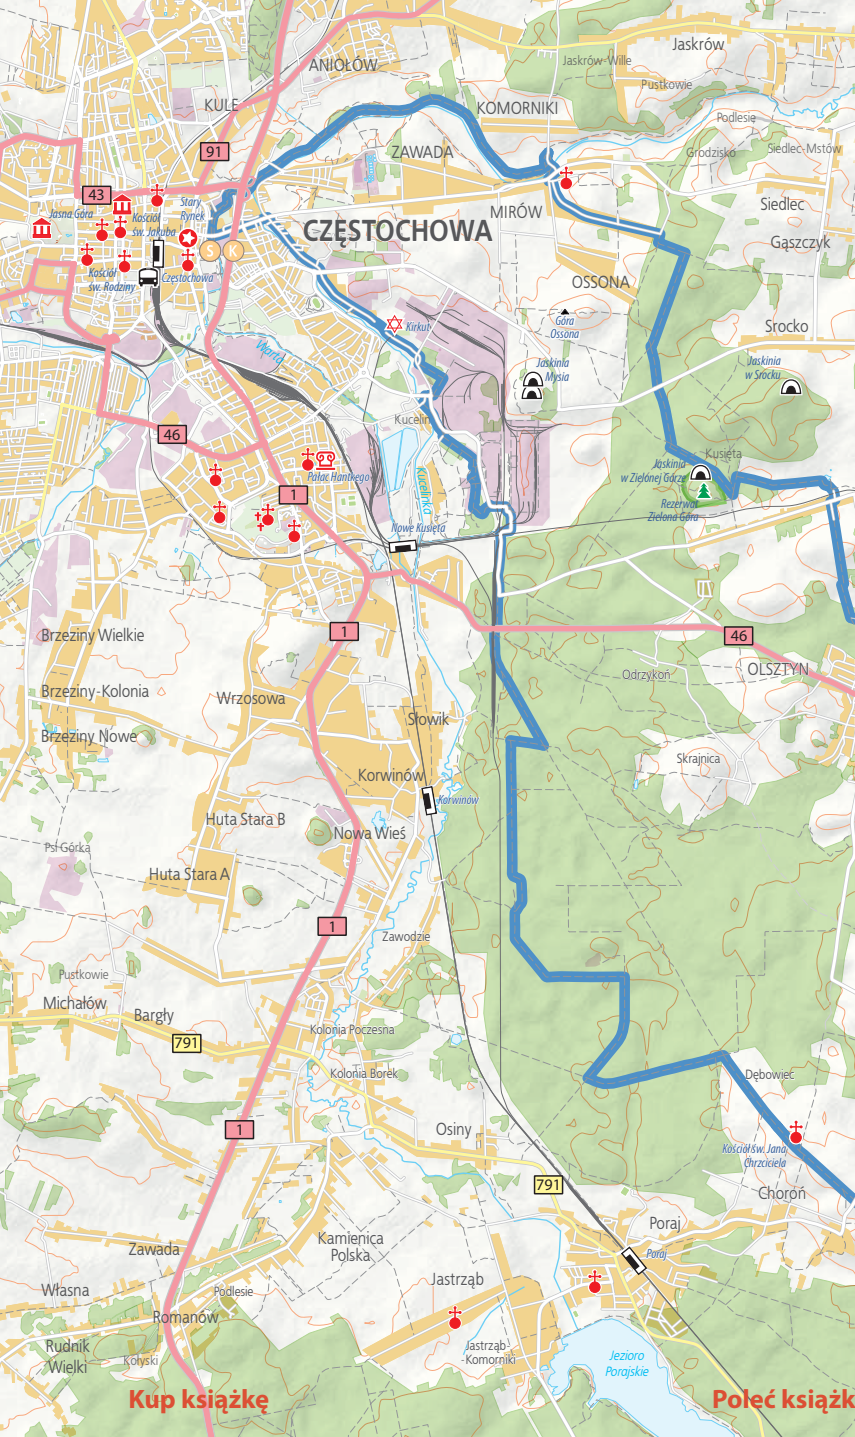 Jaskrów
Jaskrów-Wille
ANIOŁÓW
Pustkowie
KULE
KOMORNIKI
Podlesie
91
ZAWADA
Grodzisko
Siedlec-Mstów
43
Stary
Rynek
Jasna Góra
Kościół
św. Jakuba
MIRÓW
Siedlec
CZĘSTOCHOWA
Gąszczyk
S
K
Kościół
św. Rodziny
Częstochowa
OSSONA
Góra
Ossona
Kirkut
Srocko
Warta
Jaskinia
Mysia
Jaskinia
w Srocku
Kucelin
46
Kusięta
Pałac Hantkego
Kucelinka
Jaskinia
w Zielonej Górze
1
Rezerwat
Zielona Góra
Nowe Kusięta
1
46
Brzeziny Wielkie
OLSZTYN
Odrzykoń
Brzeziny-Kolonia
Wrzosowa
Słowik
Brzeziny Nowe
Skrajnica
Korwinów
Korwinów
Huta Stara B
Nowa Wieś
Psi Górka
Huta Stara A
1
Zawodzie
Pustkowie
Michałów
Bargły
Kolonia Poczesna
791
Kolonia Borek
Dębowiec
1
Osiny
Kościół św. Jana
Chrzciciela
791
Choroń
Poraj
Kamienica
Polska
Zawada
Poraj
Jastrząb
Własna
Podlesie
Romanów
Rudnik
Wielki
Kołyski
Jastrząb-
-Komorniki
Jezioro
Porajskie
Kup książkę
Poleć książk